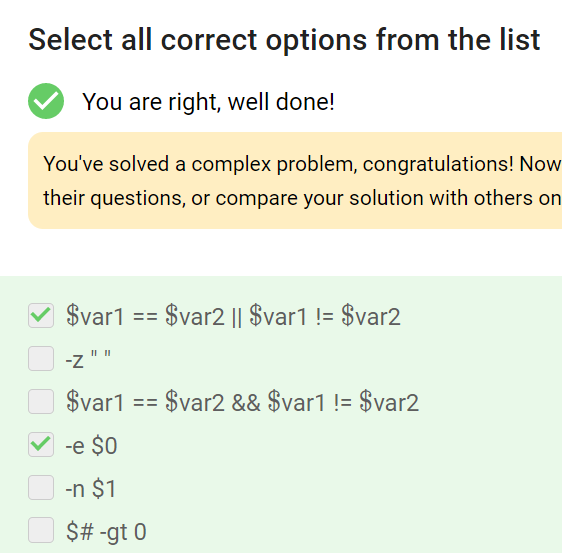 Select all correct options from the list
You are right, well done!
You've solved a complex problem, congratulations! Now
their questions, or compare your solution with others on
$var1 == $var2 || $var1 != $var2
-z " "
$var1 == $var2 && $var1 != $var2
-e $0
-n $1
$# -gt 0